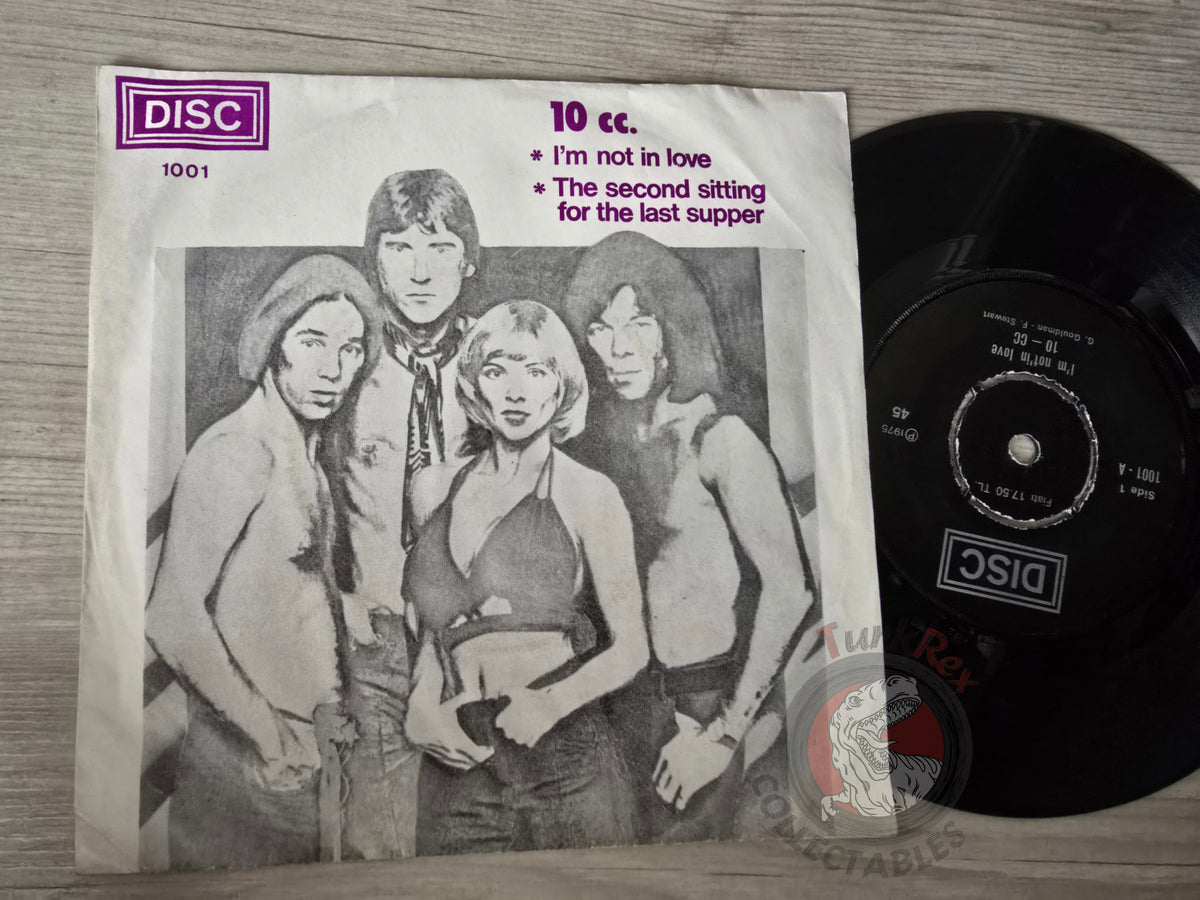 DISC
1001
10 cc.
* I'm not in love
* The second sitting
for the last supper
DISC
Side 1
1001 - A
Fiatı 17.50 TL.
℗1975
45
I'm not'in love
10 — CC
G. Gouldman - F. Stewart
TurkRex
COLLECTABLES